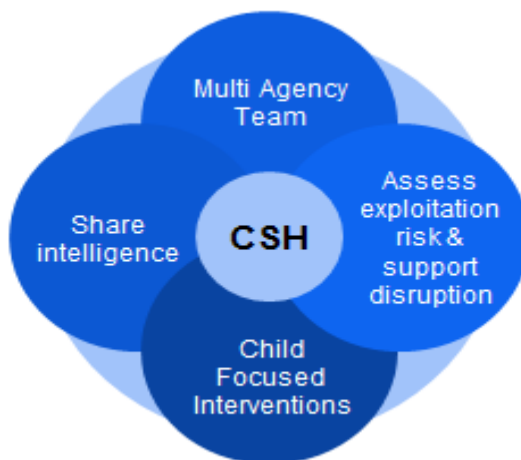 Multi Agency
Team
Share
intelligence
CSH
Assess
exploitation
risk &
support
disruption
Child
Focused
Interventions